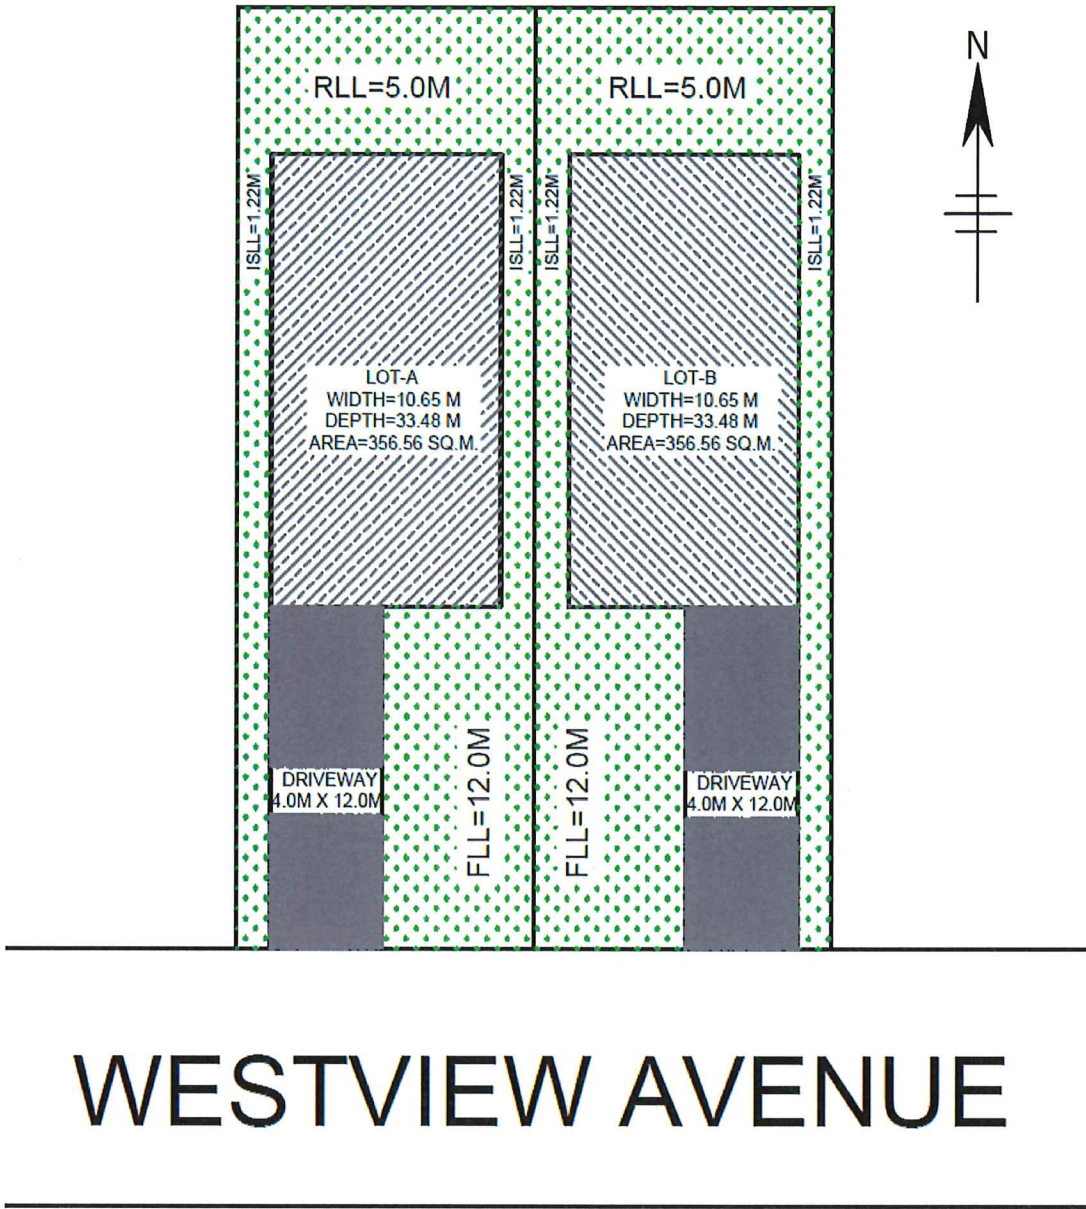 N
RLL=5.0M
RLL=5.0M
ISLL=1.22M
ISLL=1.22M
ISLL=1.22M
ISLL=1.22M
LOT-A
WIDTH=10.65 M
DEPTH=33.48 M
AREA=356.56 SQ.M.
LOT-B
WIDTH=10.65 M
DEPTH=33.48 M
AREA=356.56 SQ.M.
FLL=12.0M
FLL=12.0M
DRIVEWAY
4.0M X 12.0M
DRIVEWAY
4.0M X 12.0M
WESTVIEW AVENUE